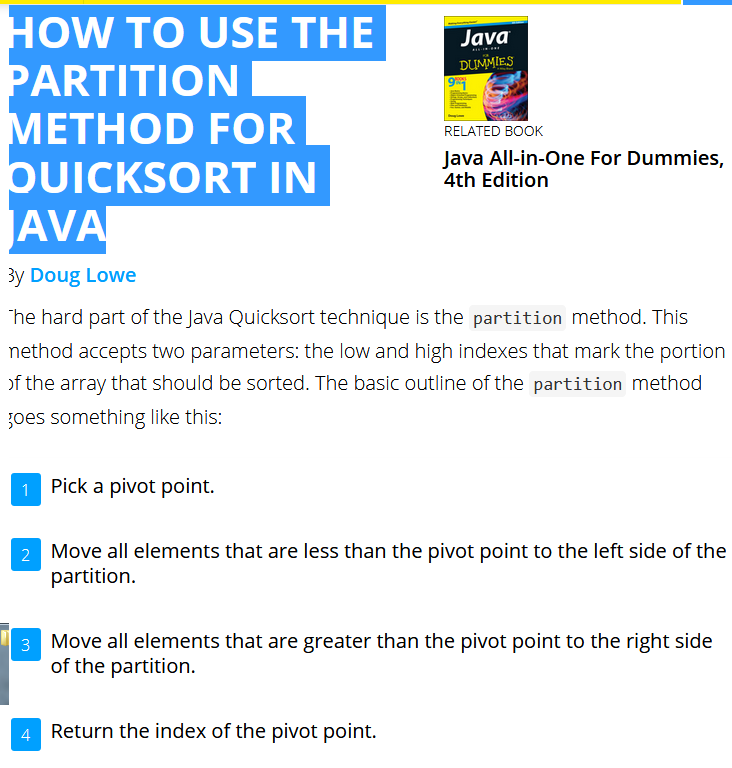 HOW TO USE THE
PARTITION
METHOD FOR
QUICKSORT IN
JAVA
Java
ALL-IN-ONE
FOR
DUMMIES
9 BOOKS IN 1
Doug Lowe
RELATED BOOK
Java All-in-One For Dummies,
4th Edition
By Doug Lowe
The hard part of the Java Quicksort technique is the partition method. This
method accepts two parameters: the low and high indexes that mark the portion
of the array that should be sorted. The basic outline of the partition method
goes something like this:
1 Pick a pivot point.
2 Move all elements that are less than the pivot point to the left side of the
partition.
3 Move all elements that are greater than the pivot point to the right side
of the partition.
4 Return the index of the pivot point.